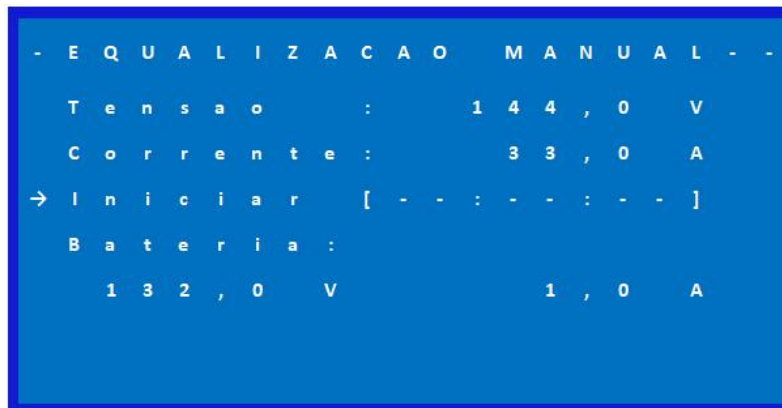 -EQUALIZACAO MANUAL--
Tensao : 144,0 V
Corrente: 33,0 A
→Iniciar [--:--:--]
Bateria:
132,0 V 1,0 A